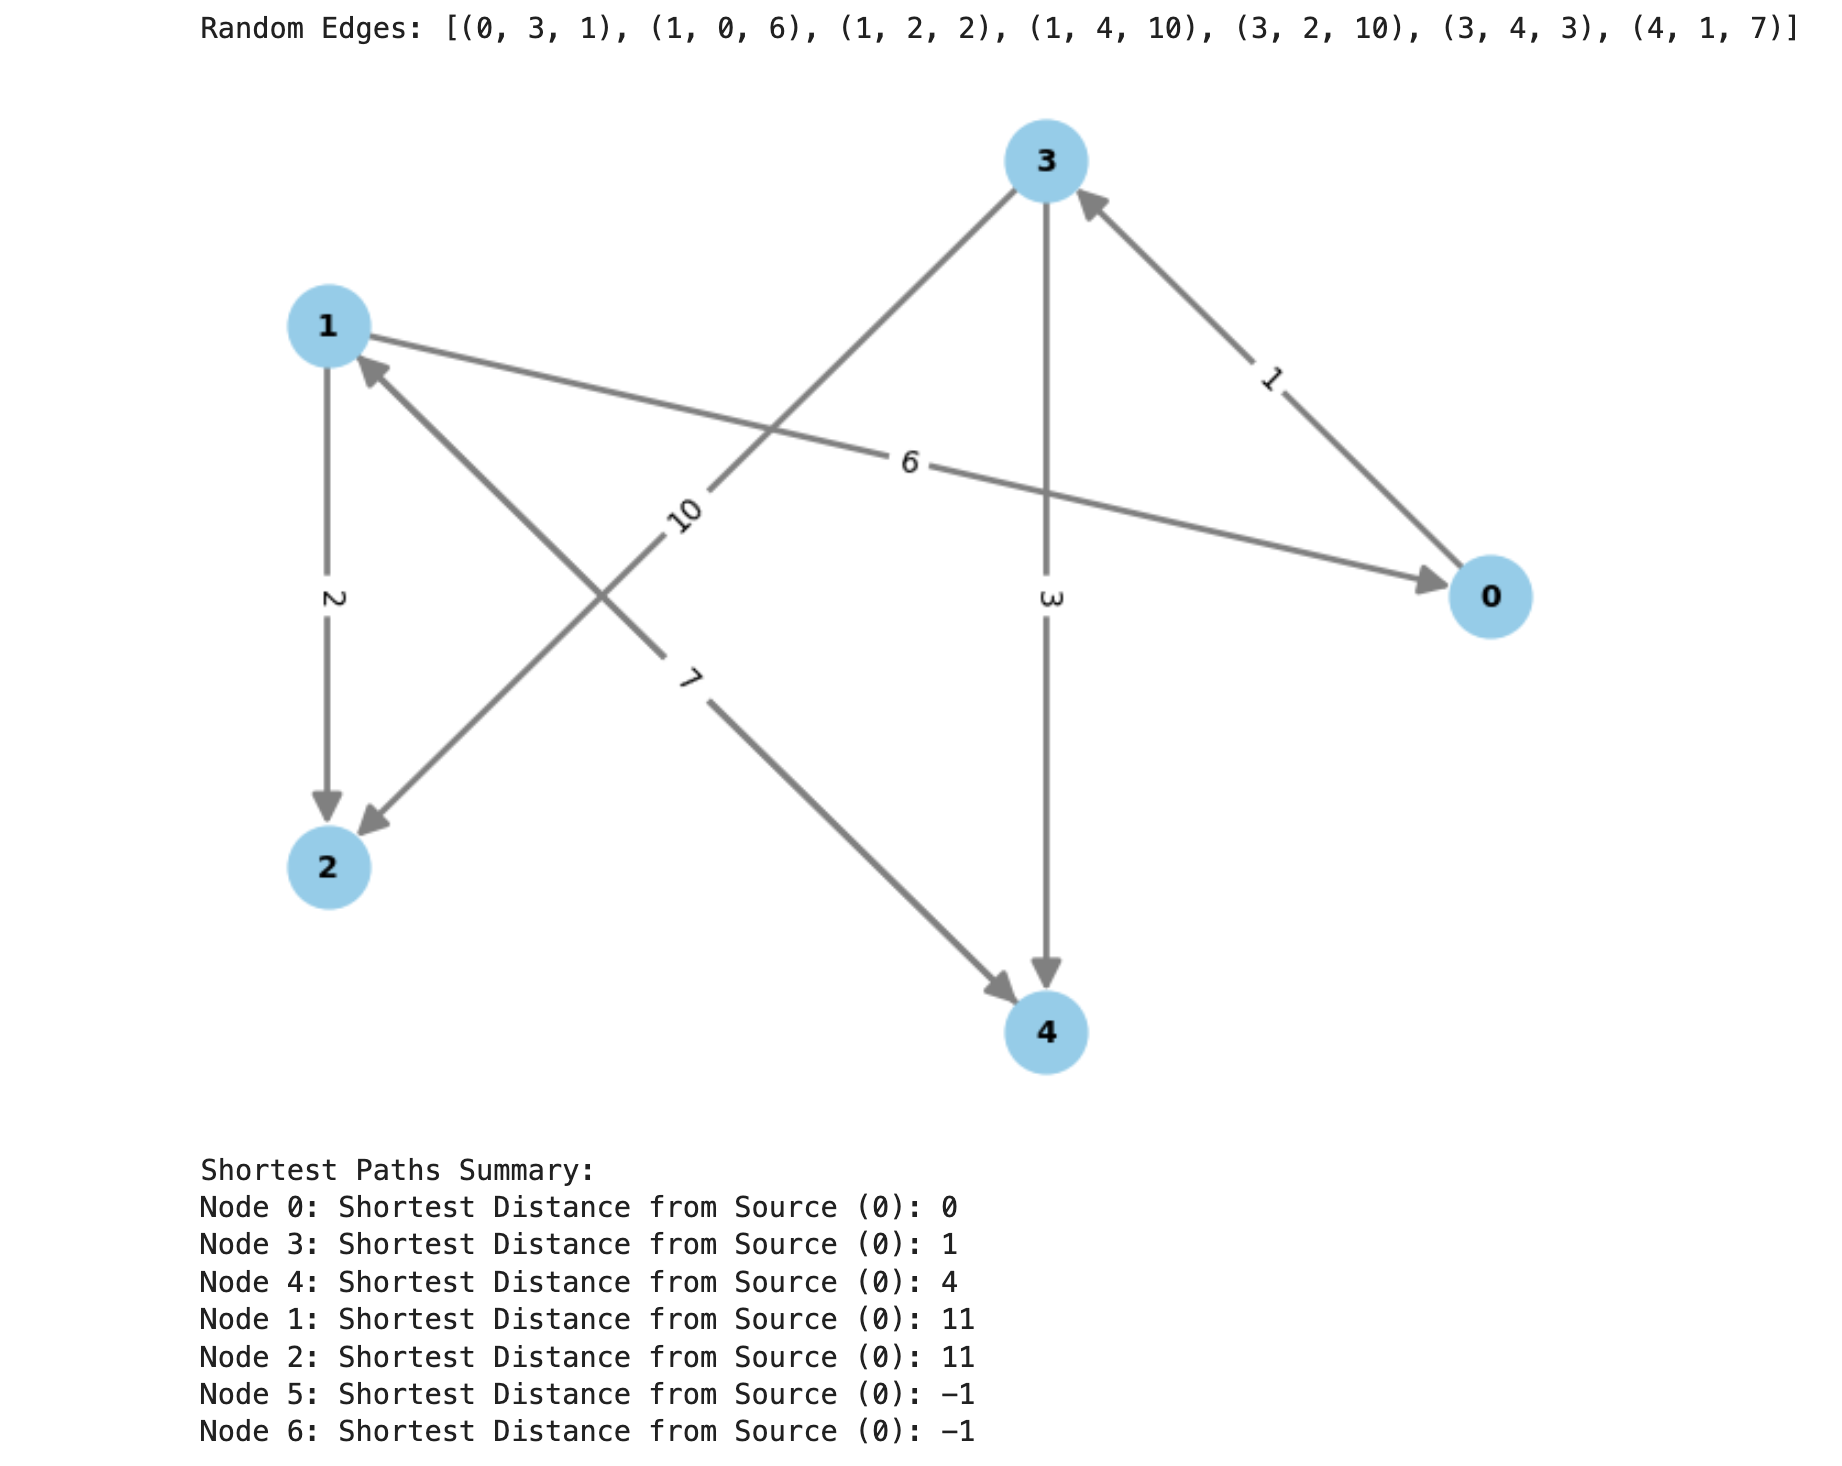 Random Edges: [(0, 3, 1), (1, 0, 6), (1, 2, 2), (1, 4, 10), (3, 2, 10), (3, 4, 3), (4, 1, 7)]
3
1
1
6
10
2
3
0
7
2
4
Shortest Paths Summary:
Node 0: Shortest Distance from Source (0): 0
Node 3: Shortest Distance from Source (0): 1
Node 4: Shortest Distance from Source (0): 4
Node 1: Shortest Distance from Source (0): 11
Node 2: Shortest Distance from Source (0): 11
Node 5: Shortest Distance from Source (0): −1
Node 6: Shortest Distance from Source (0): −1